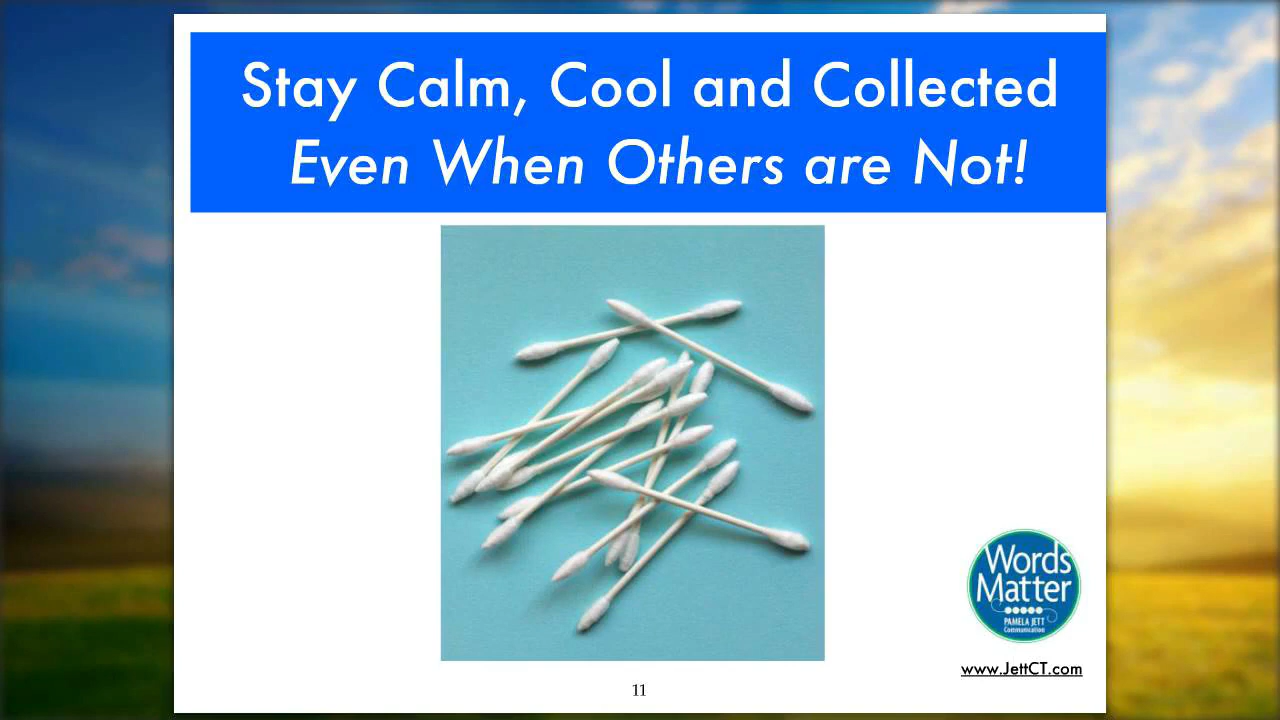 Stay Calm, Cool and Collected
Even When Others are Not!
Words
Matter
PAMELA JETT
Communication
www.JettCT.com
11